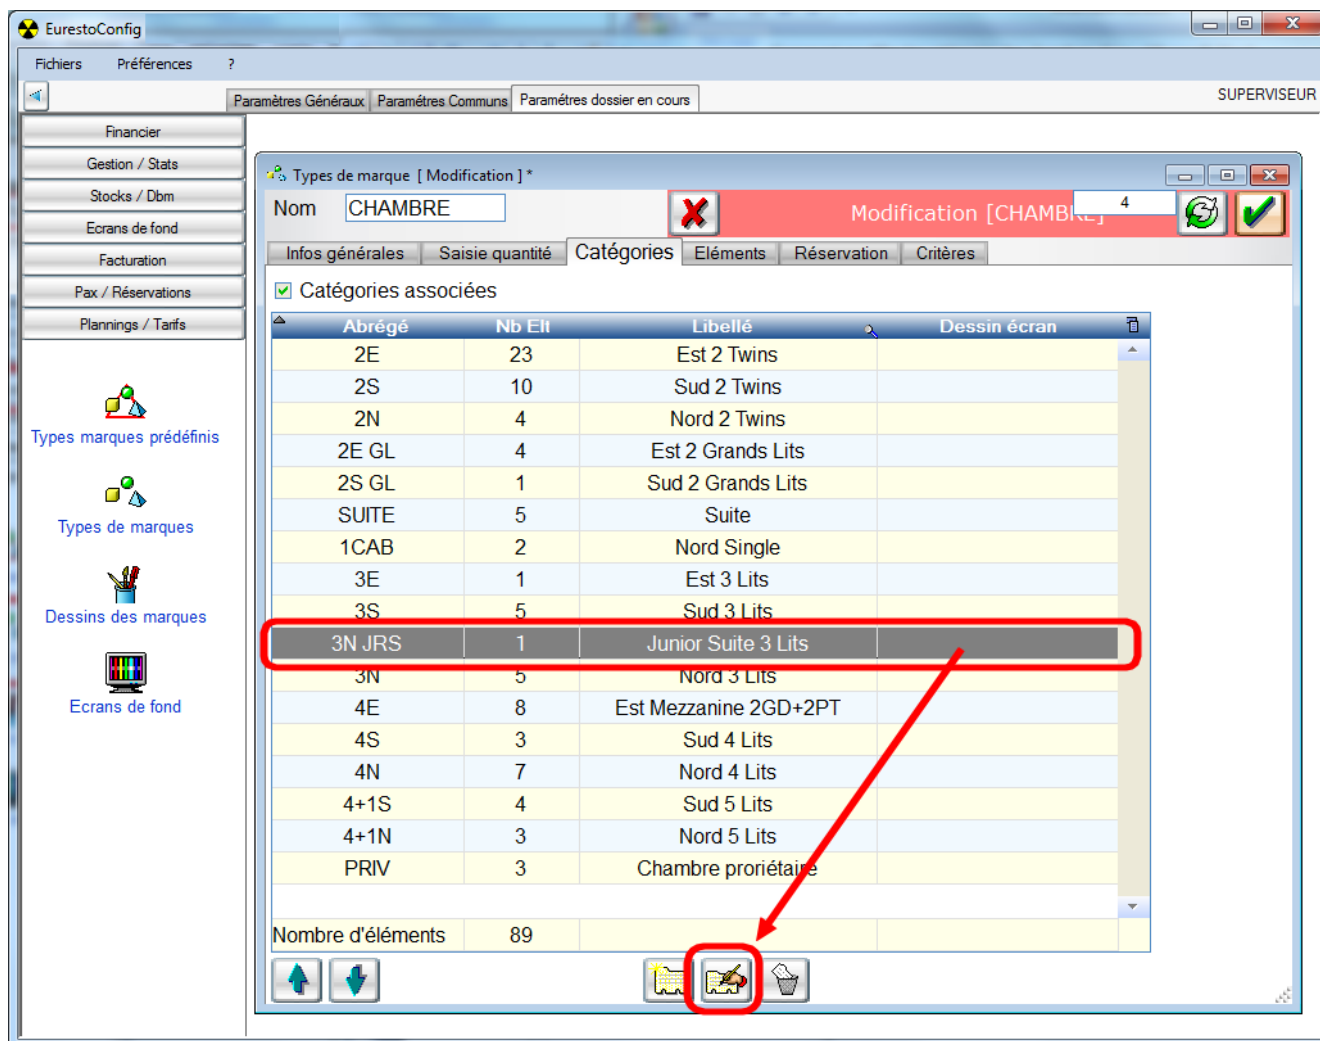 EurestoConfig
Fichiers Préférences ?
Paramètres Généraux Paramétres Communs Paramétres dossier en cours SUPERVISEUR
Financier
Gestion / Stats
Stocks / Dbm
Ecrans de fond
Facturation
Pax / Réservations
Plannings / Tarifs
Types marques prédéfinis
Types de marques
Dessins des marques
Ecrans de fond
Types de marque [ Modification ] *
Nom CHAMBRE Modification [CHAMBRE] 4
Infos générales Saisie quantité Catégories Eléments Réservation Critères
Catégories associées
Abrégé Nb Elt Libellé Dessin écran
2E 23 Est 2 Twins
2S 10 Sud 2 Twins
2N 4 Nord 2 Twins
2E GL 4 Est 2 Grands Lits
2S GL 1 Sud 2 Grands Lits
SUITE 5 Suite
1CAB 2 Nord Single
3E 1 Est 3 Lits
3S 5 Sud 3 Lits
3N JRS 1 Junior Suite 3 Lits
3N 5 Nord 3 Lits
4E 8 Est Mezzanine 2GD+2PT
4S 3 Sud 4 Lits
4N 7 Nord 4 Lits
4+1S 4 Sud 5 Lits
4+1N 3 Nord 5 Lits
PRIV 3 Chambre proriétaire
Nombre d'éléments 89